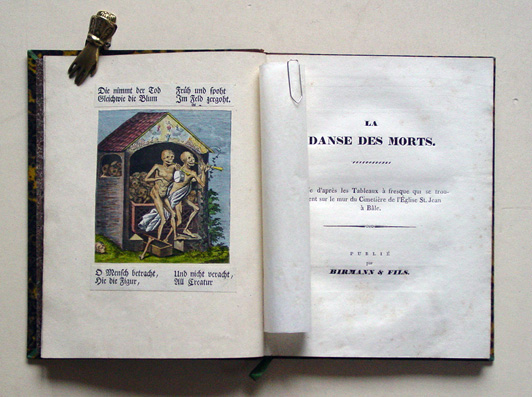 Die nimmt der Tod
Gleichwie die Blum
Früh und spoht
Im Feld zergoht.
O Mensch betracht,
Hie die Figur,
Und nicht veracht,
All Creatur
LA
DANSE DES MORTS.
d'après les Tableaux à fresque qui se trou-
sur le mur du Cimetière de l'Église St. Jean
à Bâle.
PUBLIÉ
par
BIRMANN & FILS.